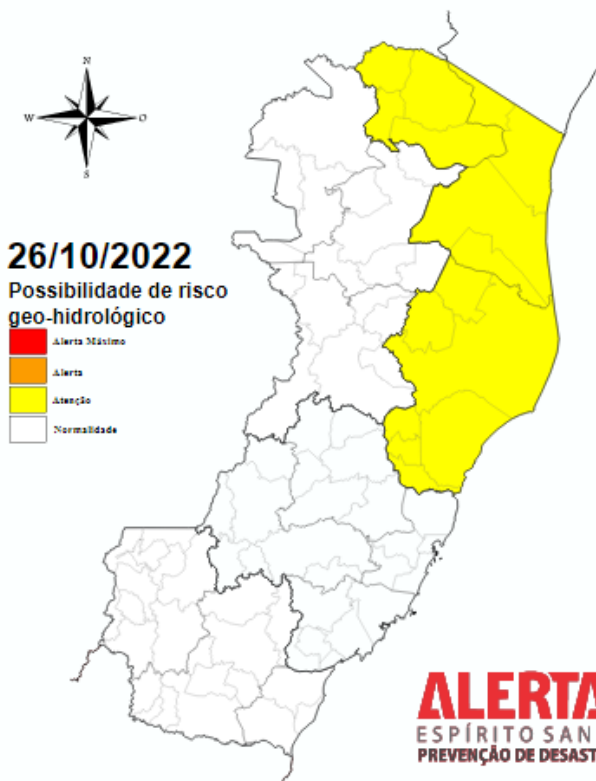 N
W
O
S
26/10/2022
Possibilidade de risco
geo-hidrológico
Alerta Máximo
Alerta
Atenção
Normalidade
ALERTA
ESPÍRITO SAN
PREVENÇÃO DE DESAST